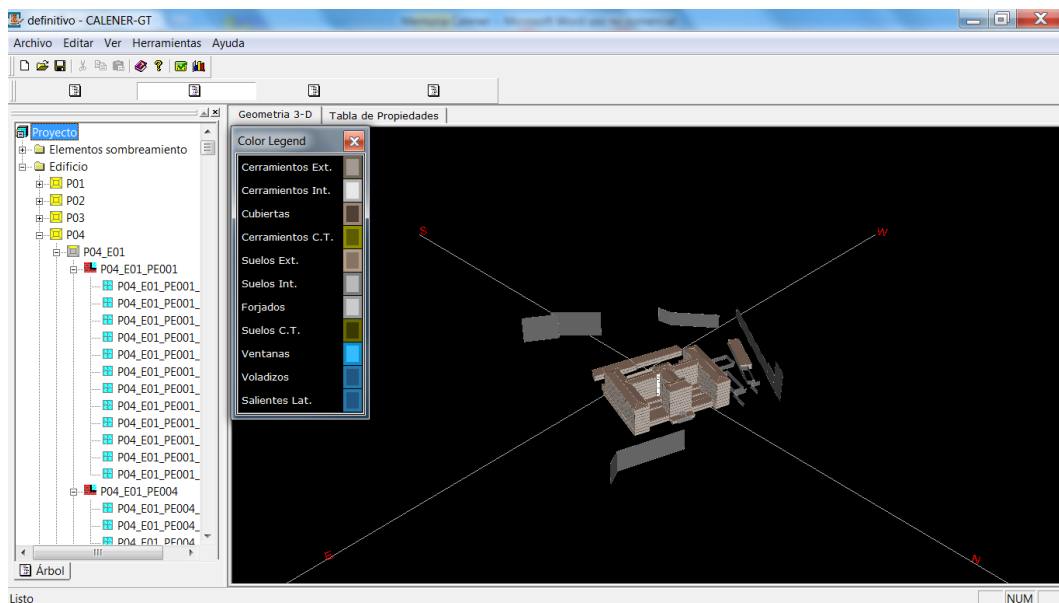 definitivo - CALENER-GT
Archivo Editar Ver Herramientas Ayuda
Geometria 3-D Tabla de Propiedades
Proyecto
Elementos sombreamiento
Edificio
P01
P02
P03
P04
P04_E01
P04_E01_PE001
P04_E01_PE001_
P04_E01_PE001_
P04_E01_PE001_
P04_E01_PE001_
P04_E01_PE001_
P04_E01_PE001_
P04_E01_PE001_
P04_E01_PE001_
P04_E01_PE001_
P04_E01_PE001_
P04_E01_PE001_
P04_E01_PE001_
P04_E01_PE004
P04_E01_PE004_
P04_E01_PE004_
P04_E01_PE004_
Árbol
Color Legend
Cerramientos Ext.
Cerramientos Int.
Cubiertas
Cerramientos C.T.
Suelos Ext.
Suelos Int.
Forjados
Suelos C.T.
Ventanas
Voladizos
Salientes Lat.
S
W
E
N
Listo
NUM